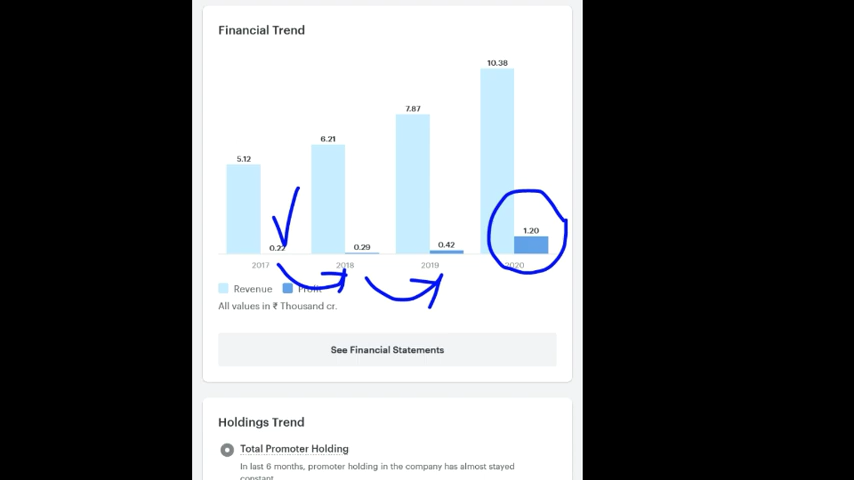 Financial Trend
10.38
7.87
6.21
5.12
1.20
0.22
0.29
0.42
2017
2018
2019
2020
Revenue
Profit
All values in ₹ Thousand cr.
See Financial Statements
Holdings Trend
Total Promoter Holding
In last 6 months, promoter holding in the company has almost stayed
constant